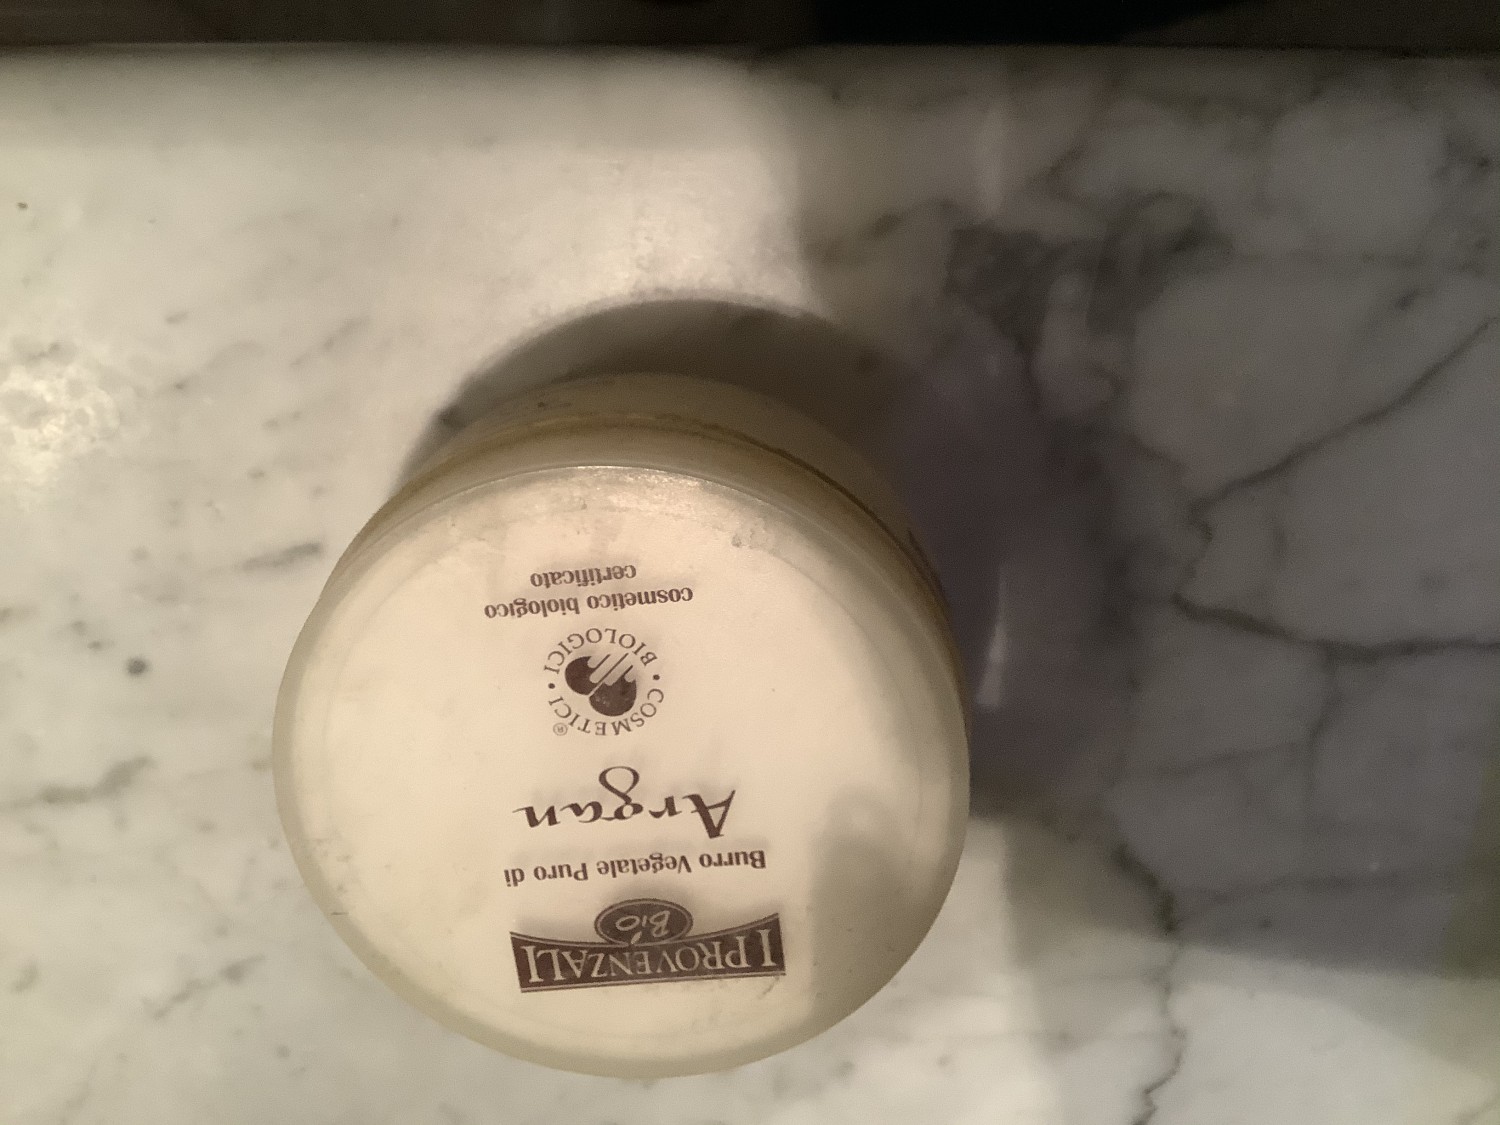 I PROVENZALI
Bio
Burro Vegetale Puro di
Argan
COSMETICI®
• BIOLOGICI •
cosmetico biologico
certificato